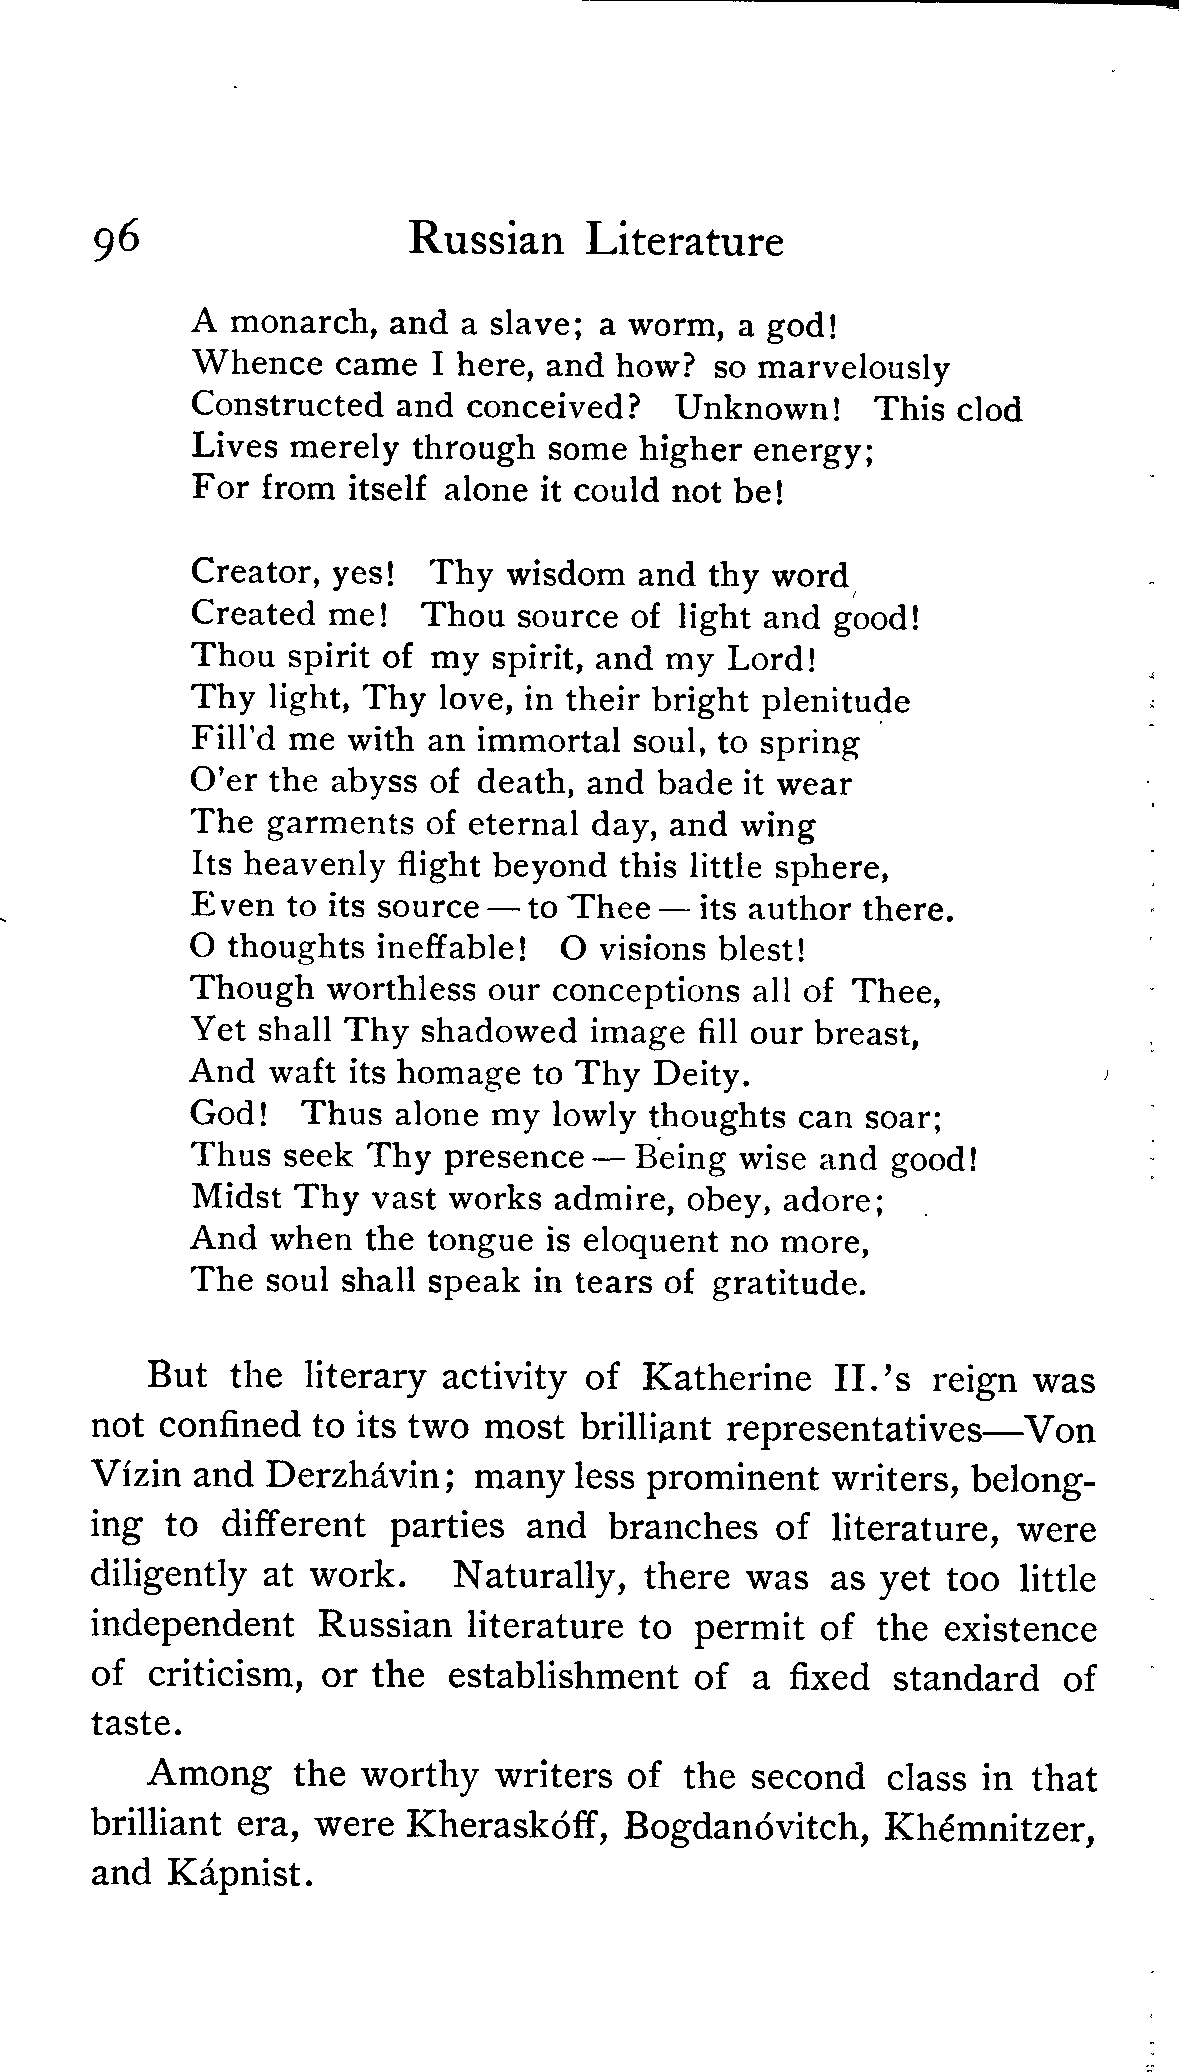 96 Russian Literature
A monarch, and a slave; a worm, a god!
Whence came I here, and how? so marvelously
Constructed and conceived? Unknown! This clod
Lives merely through some higher energy;
For from itself alone it could not be!
Creator, yes! Thy wisdom and thy word
Created me! Thou source of light and good!
Thou spirit of my spirit, and my Lord!
Thy light, Thy love, in their bright plenitude
Fill'd me with an immortal soul, to spring
O'er the abyss of death, and bade it wear
The garments of eternal day, and wing
Its heavenly flight beyond this little sphere,
Even to its source — to Thee — its author there.
O thoughts ineffable! O visions blest!
Though worthless our conceptions all of Thee,
Yet shall Thy shadowed image fill our breast,
And waft its homage to Thy Deity.
God! Thus alone my lowly thoughts can soar;
Thus seek Thy presence — Being wise and good!
Midst Thy vast works admire, obey, adore;
And when the tongue is eloquent no more,
The soul shall speak in tears of gratitude.
But the literary activity of Katherine II.'s reign was
not confined to its two most brilliant representatives—Von
Vízin and Derzhávin; many less prominent writers, belong-
ing to different parties and branches of literature, were
diligently at work. Naturally, there was as yet too little
independent Russian literature to permit of the existence
of criticism, or the establishment of a fixed standard of
taste.
Among the worthy writers of the second class in that
brilliant era, were Kheraskóff, Bogdanóvitch, Khémnitzer,
and Kápnist.